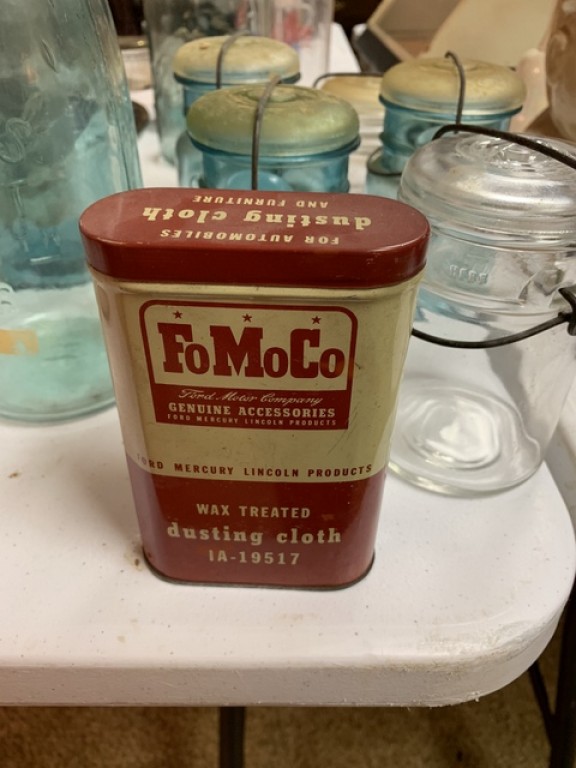 FOR AUTOMOBILES
dusting cloth
AND FURNITURE
FoMoCo
Ford Motor Company
GENUINE ACCESSORIES
FORD MERCURY LINCOLN PRODUCTS
FORD MERCURY LINCOLN PRODUCTS
WAX TREATED
dusting cloth
IA-19517